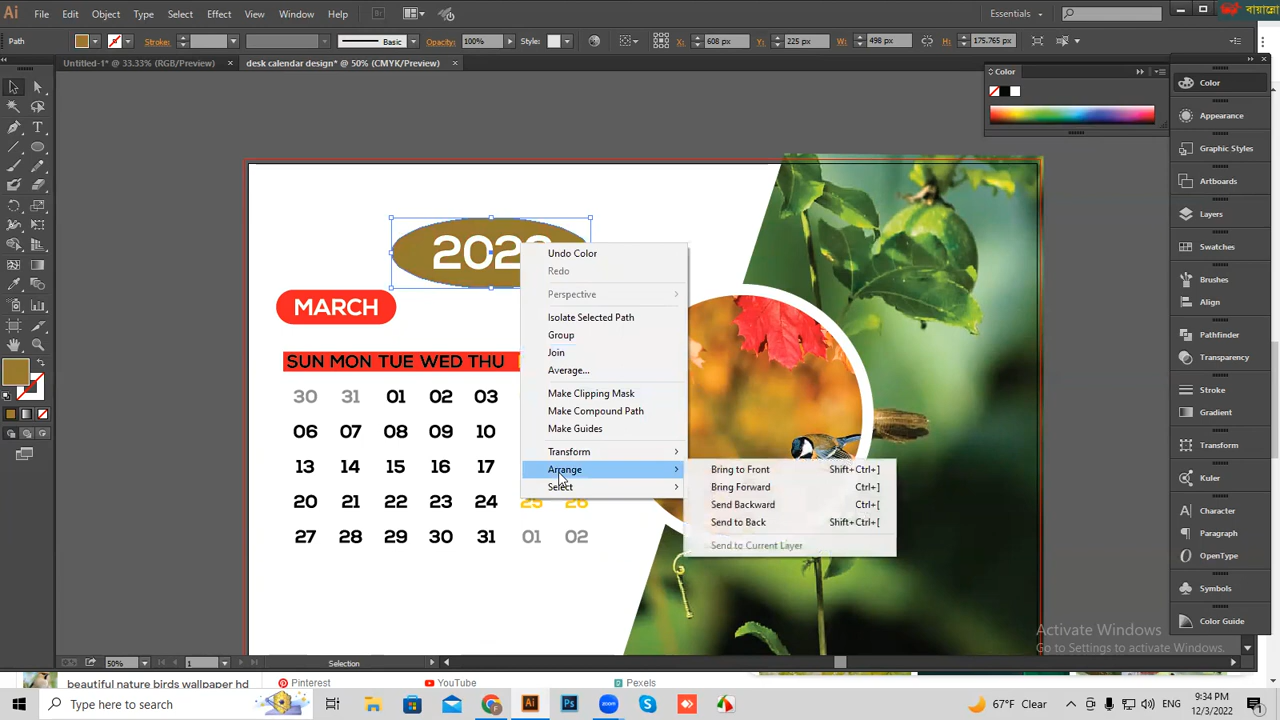 Ai File Edit Object Type Select Effect View Window Help Br Essentials বায়ান্নো
Path Stroke: Basic Opacity: 100% Style: X: 608 px Y: 225 px W: 498 px H: 175.765 px
Untitled-1* @ 33.33% (RGB/Preview) × desk calendar design* @ 50% (CMYK/Preview) ×
Color
Color
Appearance
Graphic Styles
Artboards
Layers
Swatches
Brushes
Align
Pathfinder
Transparency
Stroke
Gradient
Transform
Kuler
Character
Paragraph
OpenType
Symbols
Color Guide
MARCH
SUN MON TUE WED THU
30 31 01 02 03
06 07 08 09 10
13 14 15 16 17
20 21 22 23 24 25 26
27 28 29 30 31 01 02
Undo Color
Redo
Perspective
Isolate Selected Path
Group
Join
Average...
Make Clipping Mask
Make Compound Path
Make Guides
Transform
Arrange
Select
Bring to Front Shift+Ctrl+]
Bring Forward Ctrl+]
Send Backward Ctrl+[
Send to Back Shift+Ctrl+[
Send to Current Layer
Activate Windows
Go to Settings to activate Windows.
50% 1 Selection
beautiful nature birds wallpaper hd Pinterest YouTube Pexels
Type here to search Ai Ps zoom 67°F Clear ENG 9:34 PM
12/3/2022